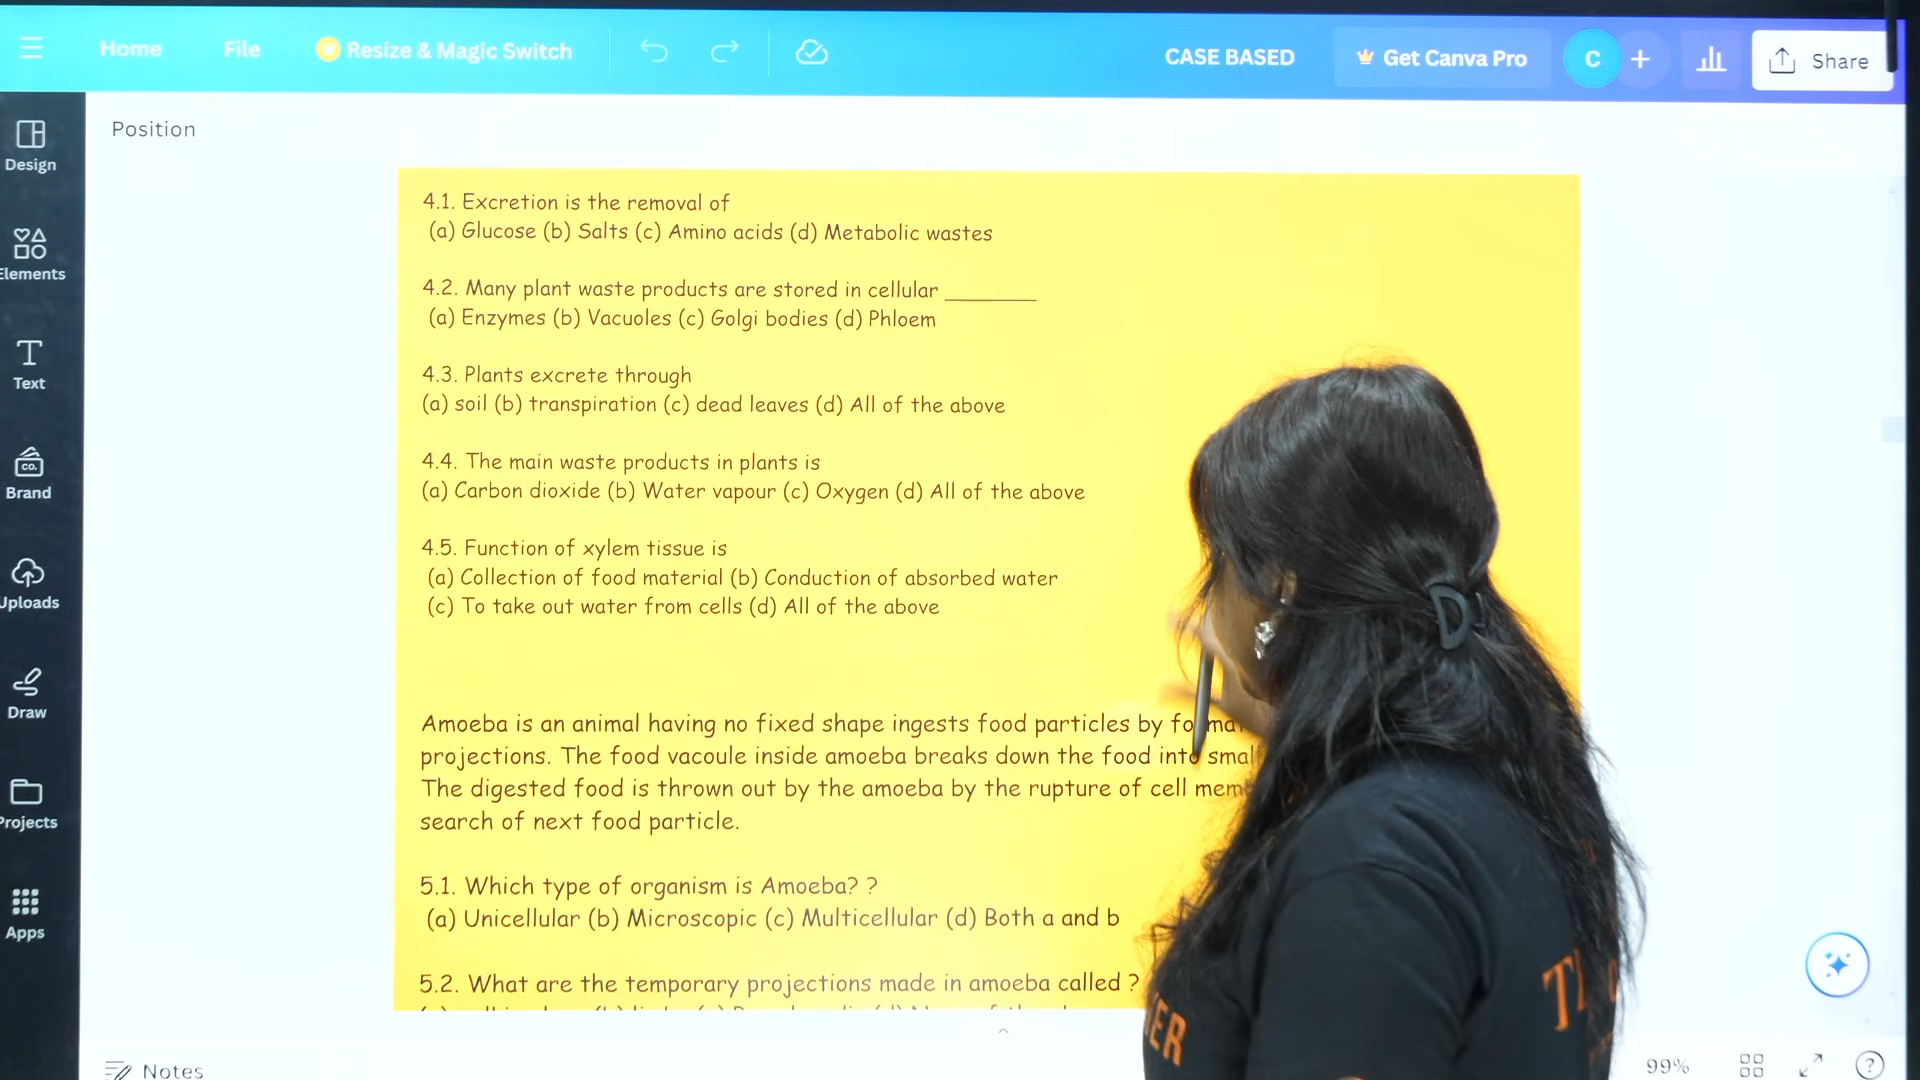 Home File Resize & Magic Switch CASE BASED Get Canva Pro C + Share
Position
Design
Elements
Text
Brand
Uploads
Draw
Projects
Apps
4.1. Excretion is the removal of
(a) Glucose (b) Salts (c) Amino acids (d) Metabolic wastes
4.2. Many plant waste products are stored in cellular ________
(a) Enzymes (b) Vacuoles (c) Golgi bodies (d) Phloem
4.3. Plants excrete through
(a) soil (b) transpiration (c) dead leaves (d) All of the above
4.4. The main waste products in plants is
(a) Carbon dioxide (b) Water vapour (c) Oxygen (d) All of the above
4.5. Function of xylem tissue is
(a) Collection of food material (b) Conduction of absorbed water
(c) To take out water from cells (d) All of the above
Amoeba is an animal having no fixed shape ingests food particles by
projections. The food vacoule inside amoeba breaks down the food into
The digested food is thrown out by the amoeba by the rupture of cell
search of next food particle.
5.1. Which type of organism is Amoeba? ?
(a) Unicellular (b) Microscopic (c) Multicellular (d) Both a and b
5.2. What are the temporary projections made in amoeba called ?
Notes 99%